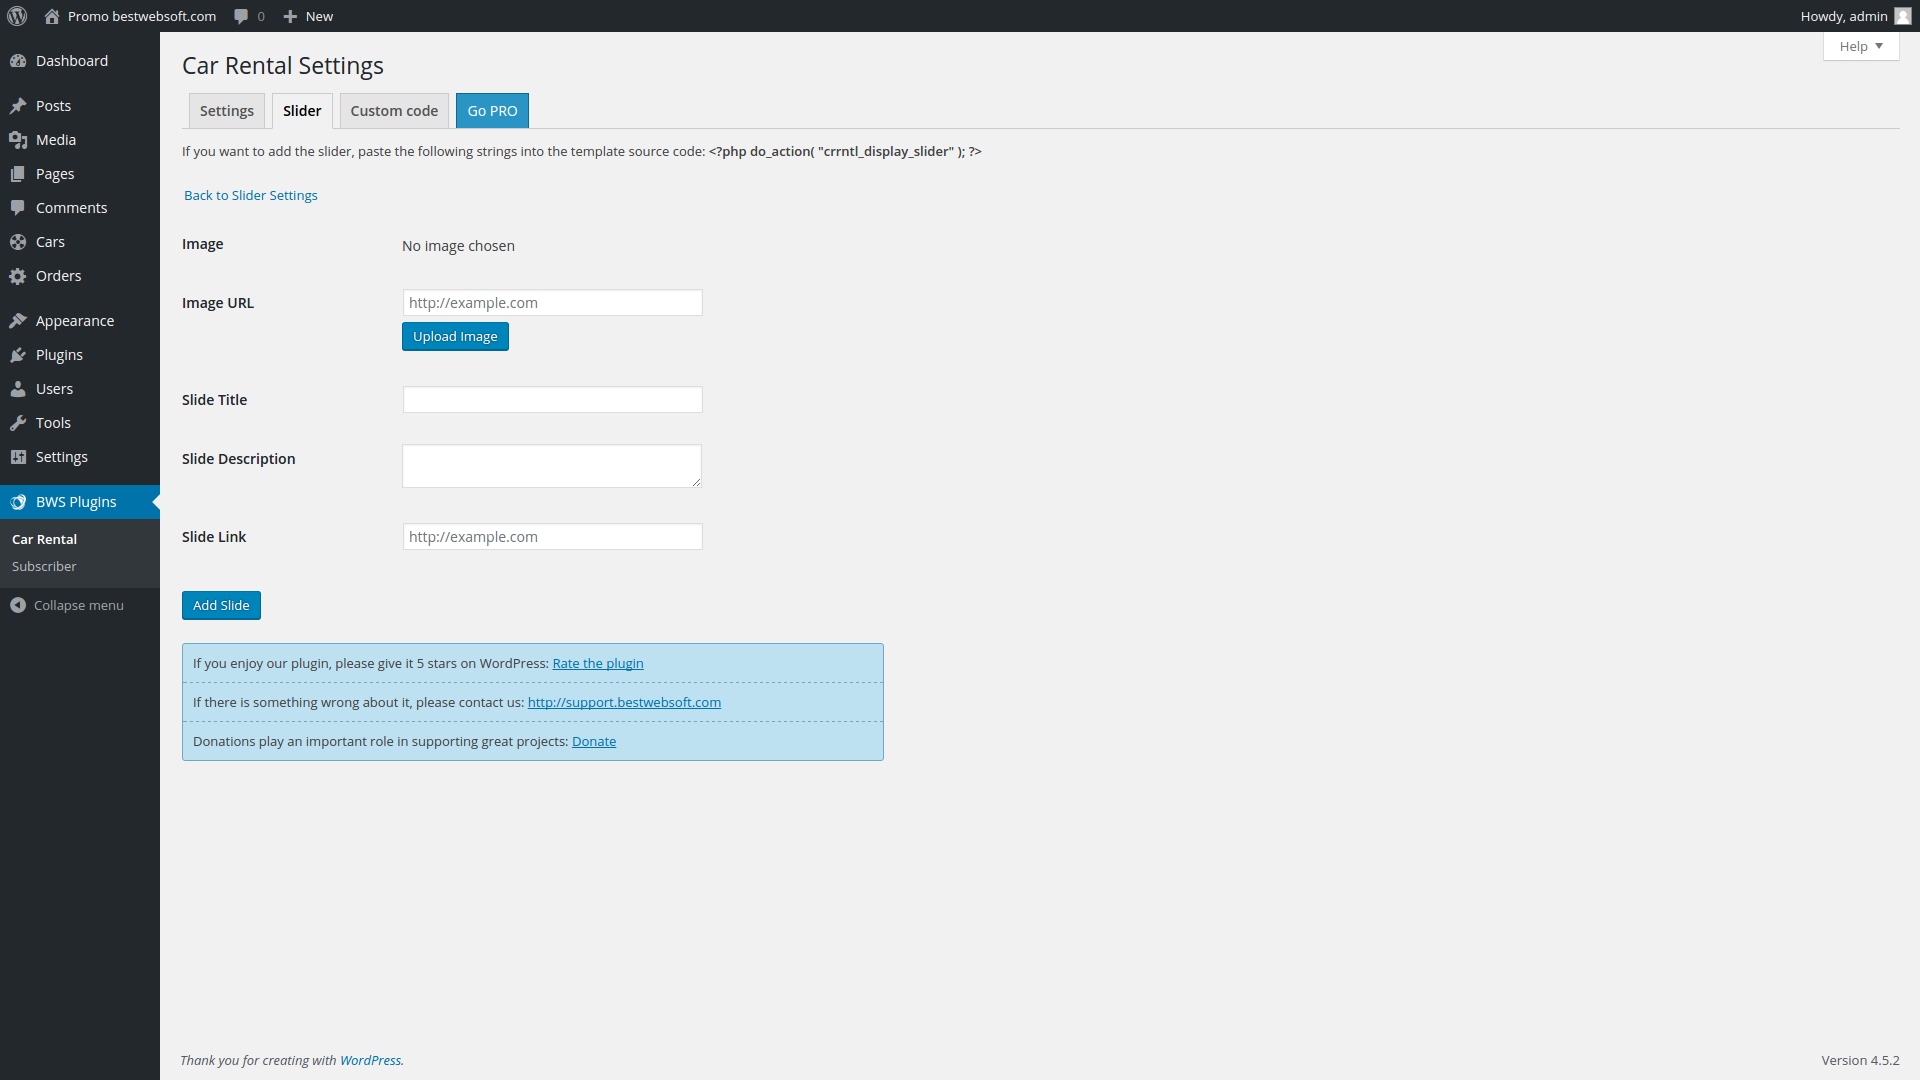 Promo bestwebsoft.com 0 New Howdy, admin
Help
Dashboard
Posts
Media
Pages
Comments
Cars
Orders
Appearance
Plugins
Users
Tools
Settings
BWS Plugins
Car Rental
Subscriber
Collapse menu
Car Rental Settings
Settings Slider Custom code Go PRO
If you want to add the slider, paste the following strings into the template source code: <?php do_action( "crrntl_display_slider" ); ?>
Back to Slider Settings
Image No image chosen
Image URL http://example.com
Upload Image
Slide Title
Slide Description
Slide Link http://example.com
Add Slide
If you enjoy our plugin, please give it 5 stars on WordPress: Rate the plugin
If there is something wrong about it, please contact us: http://support.bestwebsoft.com
Donations play an important role in supporting great projects: Donate
Thank you for creating with WordPress. Version 4.5.2